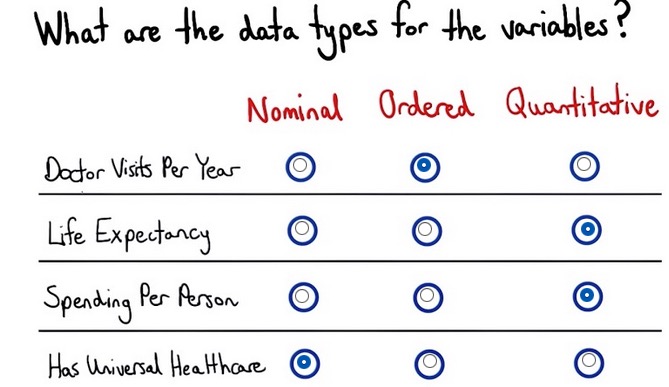 What are the data types for the variables?
Nominal Ordered Quantitative
Doctor Visits Per Year
Life Expectancy
Spending Per Person
Has Universal Healthcare